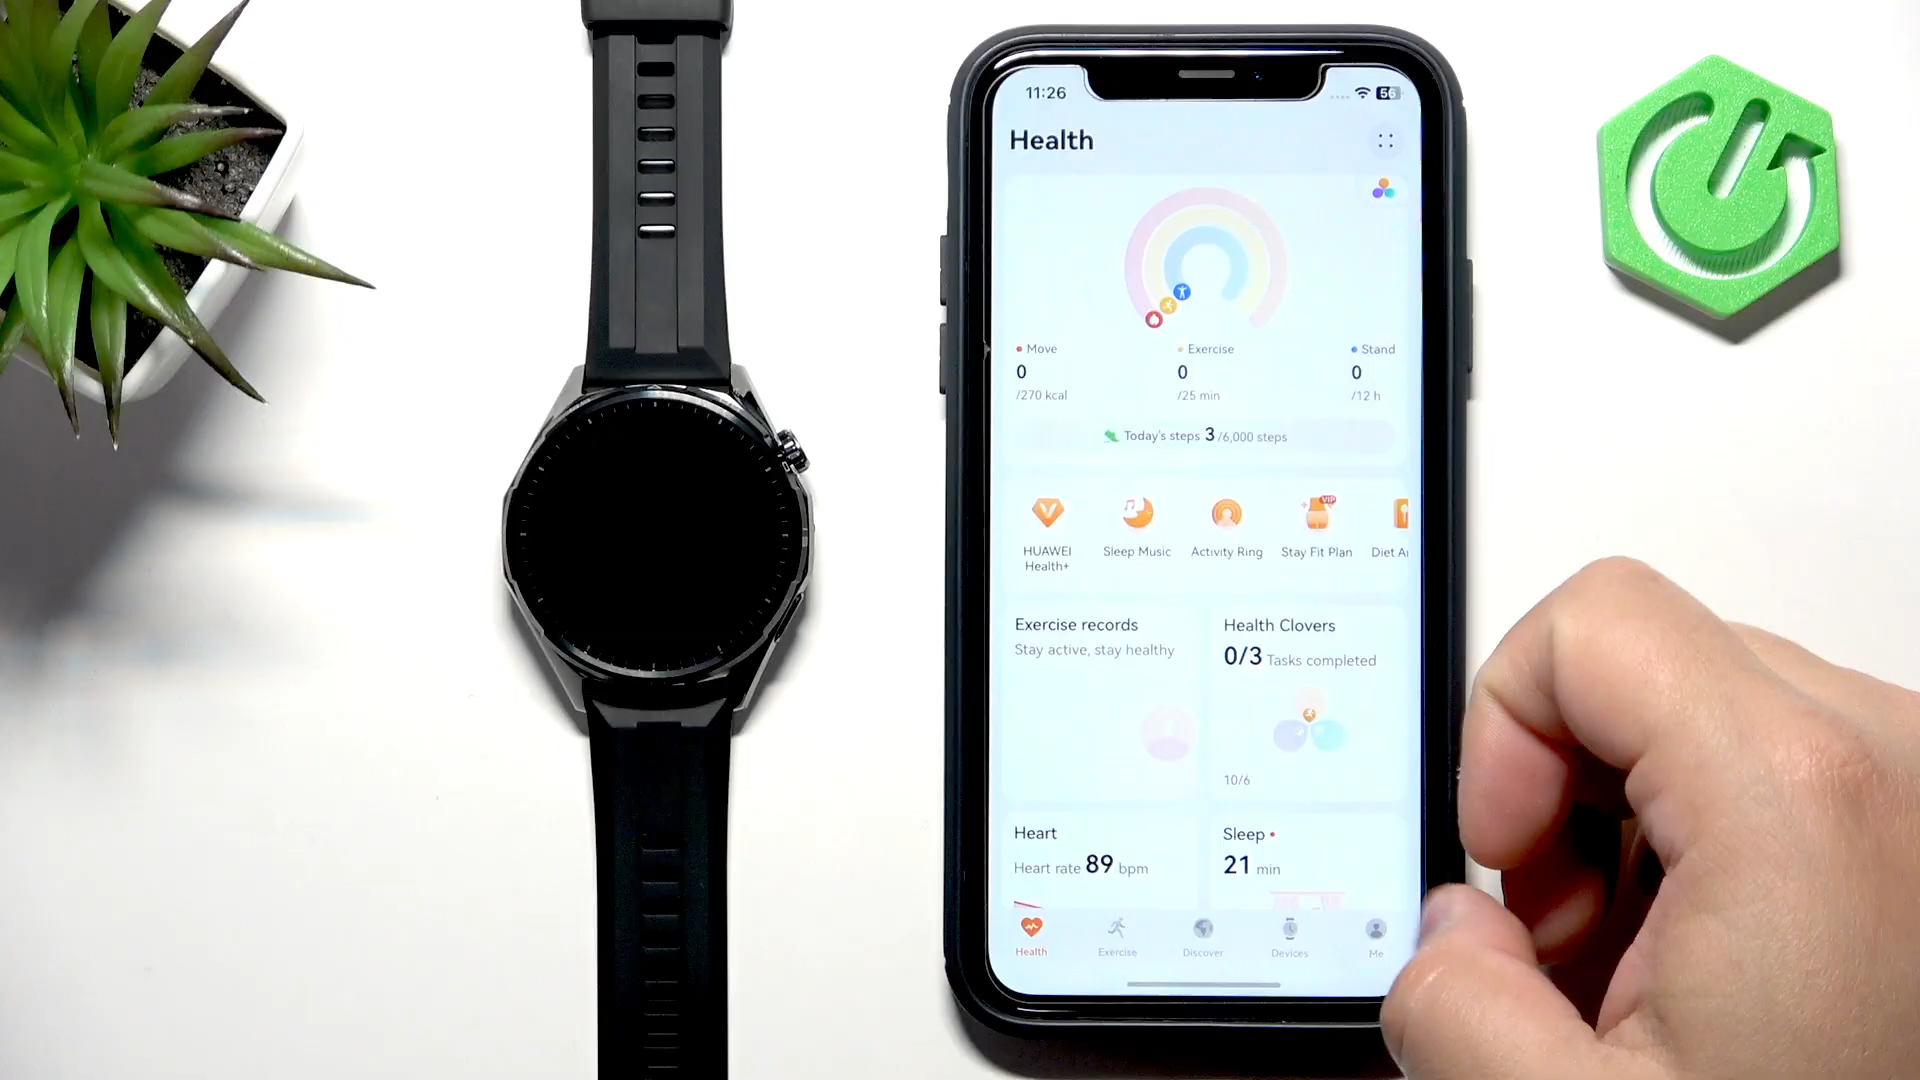 11:26
56
Health
Move
Exercise
Stand
0
0
0
/270 kcal
/25 min
/12 h
Today's steps 3 /6,000 steps
VIP
HUAWEI Health+
Sleep Music
Activity Ring
Stay Fit Plan
Diet
Exercise records
Stay active, stay healthy
Health Clovers
0/3 Tasks completed
10/6
Heart
Heart rate 89 bpm
Sleep
21 min
Health
Exercise
Discover
Devices
Me